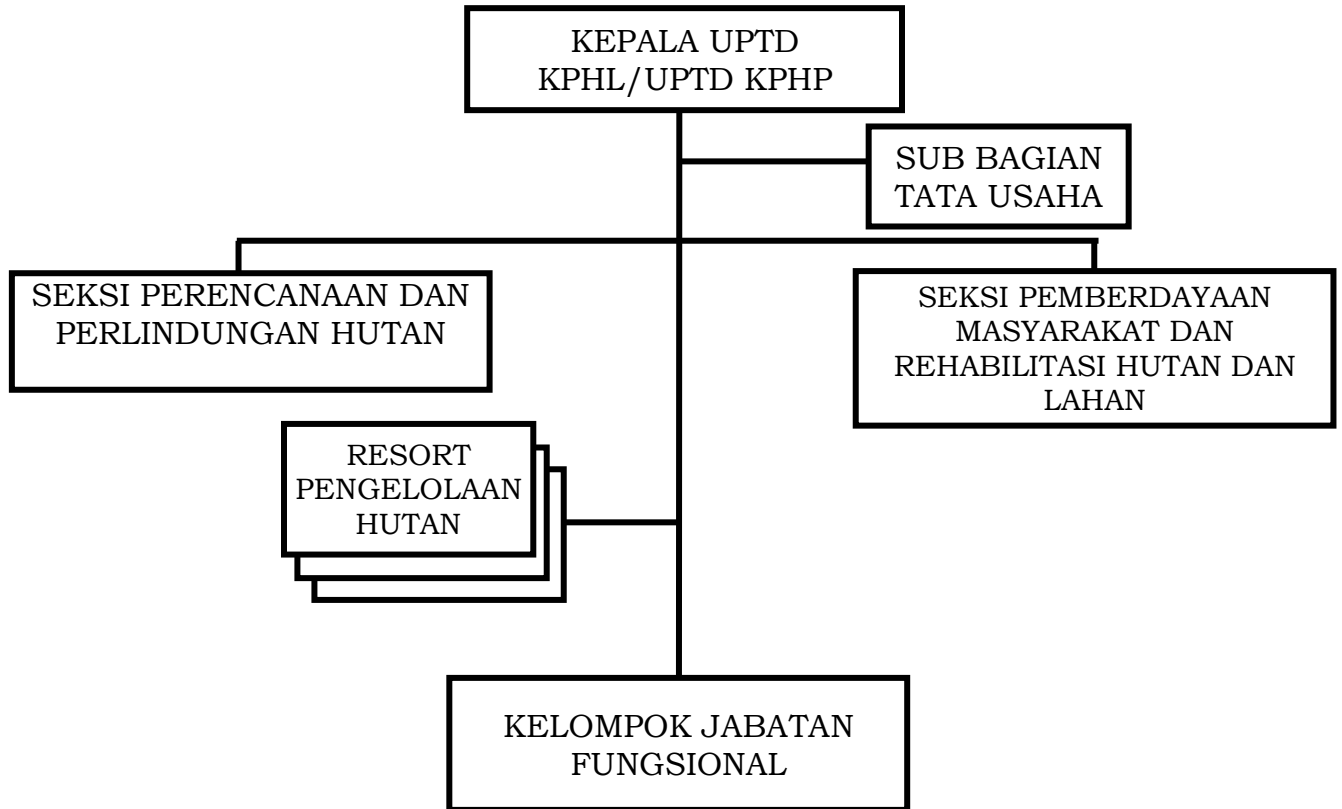 KEPALA UPTD
KPHL/UPTD KPHP
SUB BAGIAN
TATA USAHA
SEKSI PERENCANAAN DAN
PERLINDUNGAN HUTAN
SEKSI PEMBERDAYAAN
MASYARAKAT DAN
REHABILITASI HUTAN DAN
LAHAN
RESORT
PENGELOLAAN
HUTAN
KELOMPOK JABATAN
FUNGSIONAL